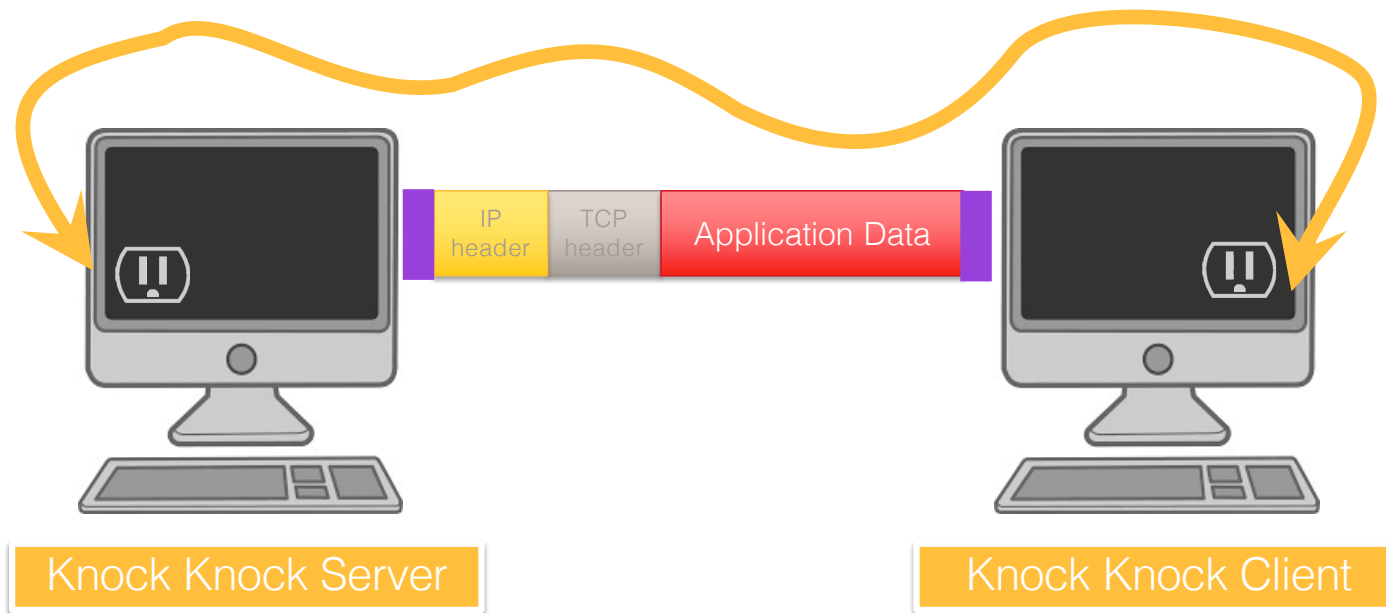 IP
header
TCP
header
Application Data
Knock Knock Server
Knock Knock Client